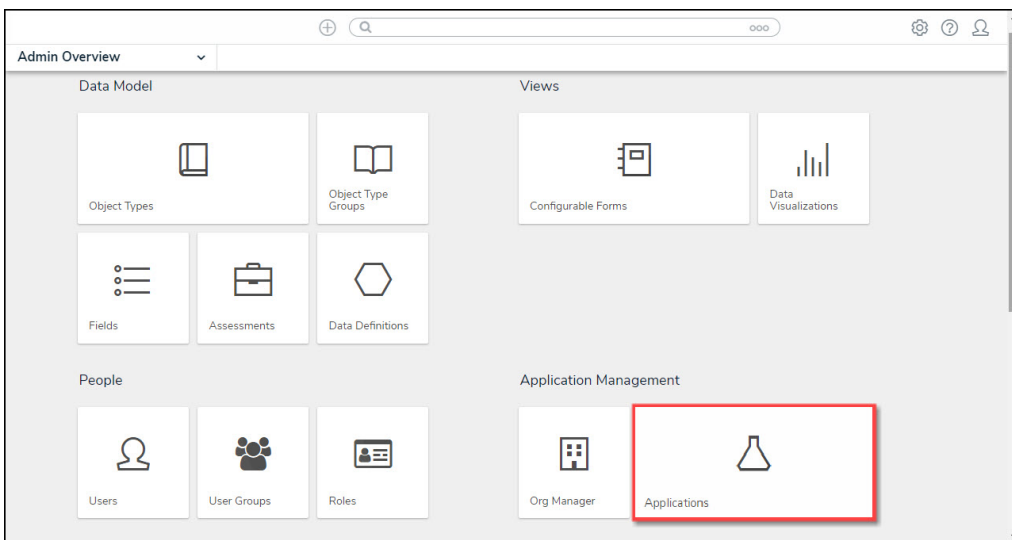 Admin Overview
Data Model
Views
Object Types
Object Type
Groups
Configurable Forms
Data
Visualizations
Fields
Assessments
Data Definitions
People
Application Management
Users
User Groups
Roles
Org Manager
Applications